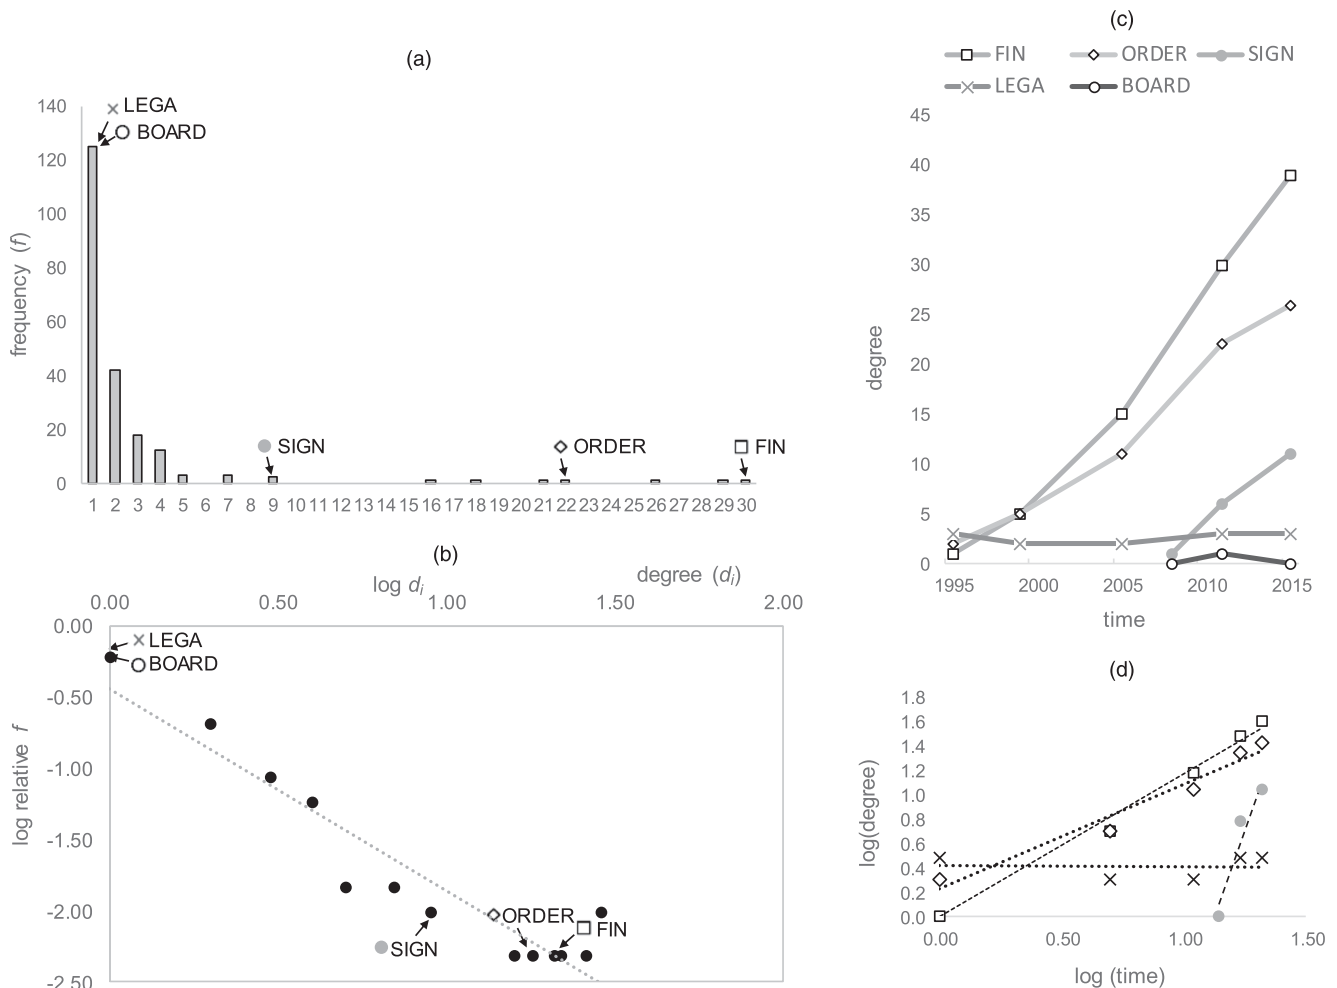 (a)
140
LEGA
BOARD
120
100
80
60
40
20
0
frequency (f)
SIGN
ORDER
FIN
1 2 3 4 5 6 7 8 9 10 11 12 13 14 15 16 17 18 19 20 21 22 23 24 25 26 27 28 29 30
degree (di)
(b)
log di
0.00 0.50 1.00 1.50 2.00
0.00
-0.50
-1.00
-1.50
-2.00
-2.50
log relative f
LEGA
BOARD
SIGN
ORDER
FIN
(c)
FIN ORDER SIGN
LEGA BOARD
45
40
35
30
25
20
15
10
5
0
degree
1995 2000 2005 2010 2015
time
(d)
1.8
1.6
1.4
1.2
1.0
0.8
0.6
0.4
0.2
0.0
log(degree)
0.00 0.50 1.00 1.50
log (time)